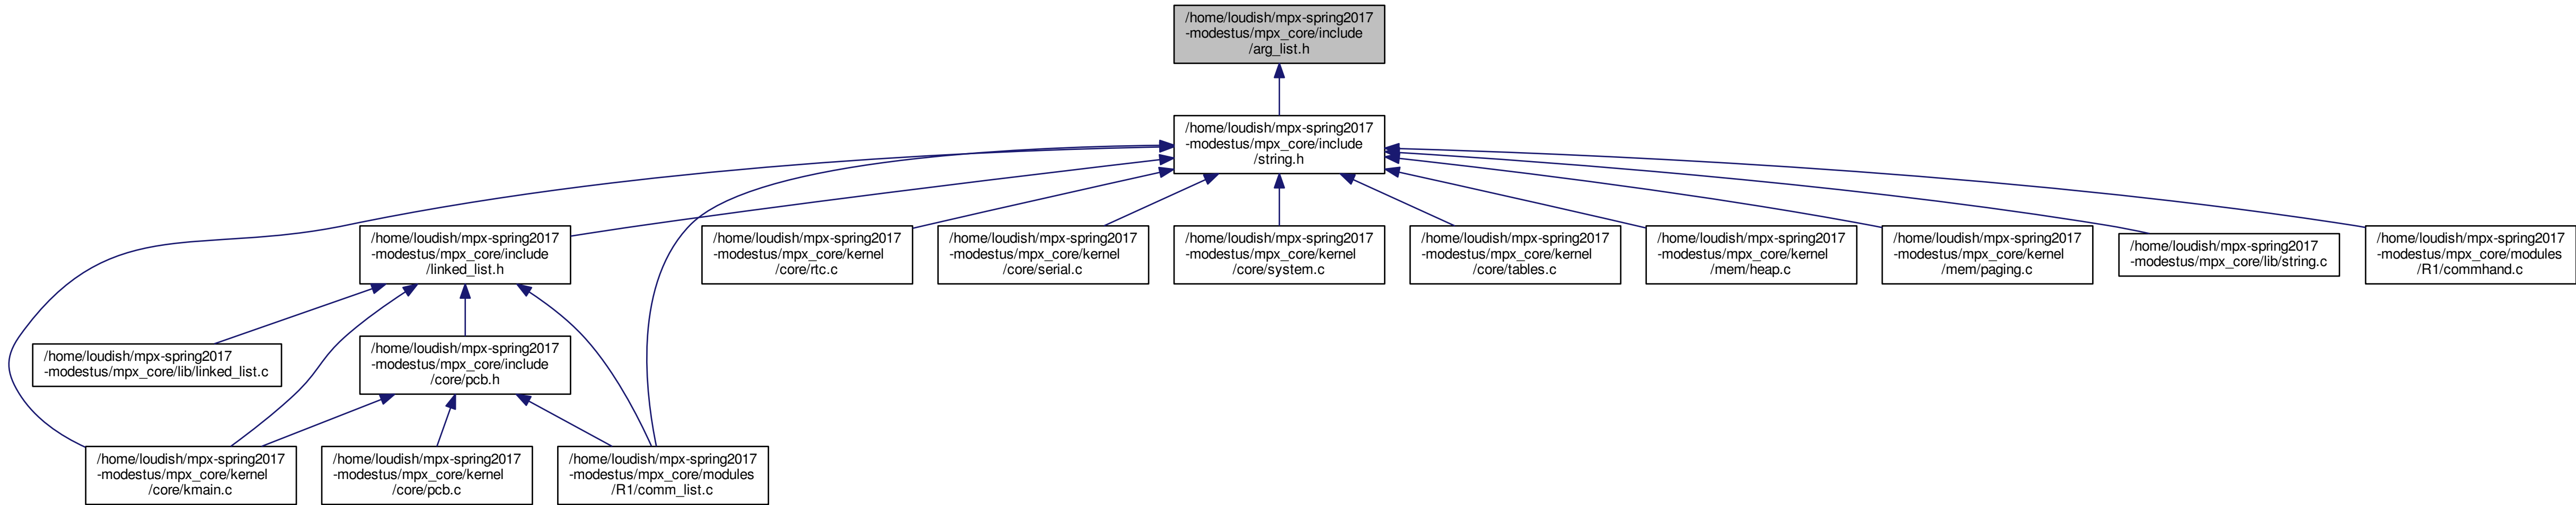 /home/loudish/mpx-spring2017
-modestus/mpx_core/include
/arg_list.h
/home/loudish/mpx-spring2017
-modestus/mpx_core/include
/string.h
/home/loudish/mpx-spring2017
-modestus/mpx_core/include
/linked_list.h
/home/loudish/mpx-spring2017
-modestus/mpx_core/kernel
/core/rtc.c
/home/loudish/mpx-spring2017
-modestus/mpx_core/kernel
/core/serial.c
/home/loudish/mpx-spring2017
-modestus/mpx_core/kernel
/core/system.c
/home/loudish/mpx-spring2017
-modestus/mpx_core/kernel
/core/tables.c
/home/loudish/mpx-spring2017
-modestus/mpx_core/kernel
/mem/heap.c
/home/loudish/mpx-spring2017
-modestus/mpx_core/kernel
/mem/paging.c
/home/loudish/mpx-spring2017
-modestus/mpx_core/lib/string.c
/home/loudish/mpx-spring2017
-modestus/mpx_core/modules
/R1/commhand.c
/home/loudish/mpx-spring2017
-modestus/mpx_core/lib/linked_list.c
/home/loudish/mpx-spring2017
-modestus/mpx_core/include
/core/pcb.h
/home/loudish/mpx-spring2017
-modestus/mpx_core/kernel
/core/kmain.c
/home/loudish/mpx-spring2017
-modestus/mpx_core/kernel
/core/pcb.c
/home/loudish/mpx-spring2017
-modestus/mpx_core/modules
/R1/comm_list.c